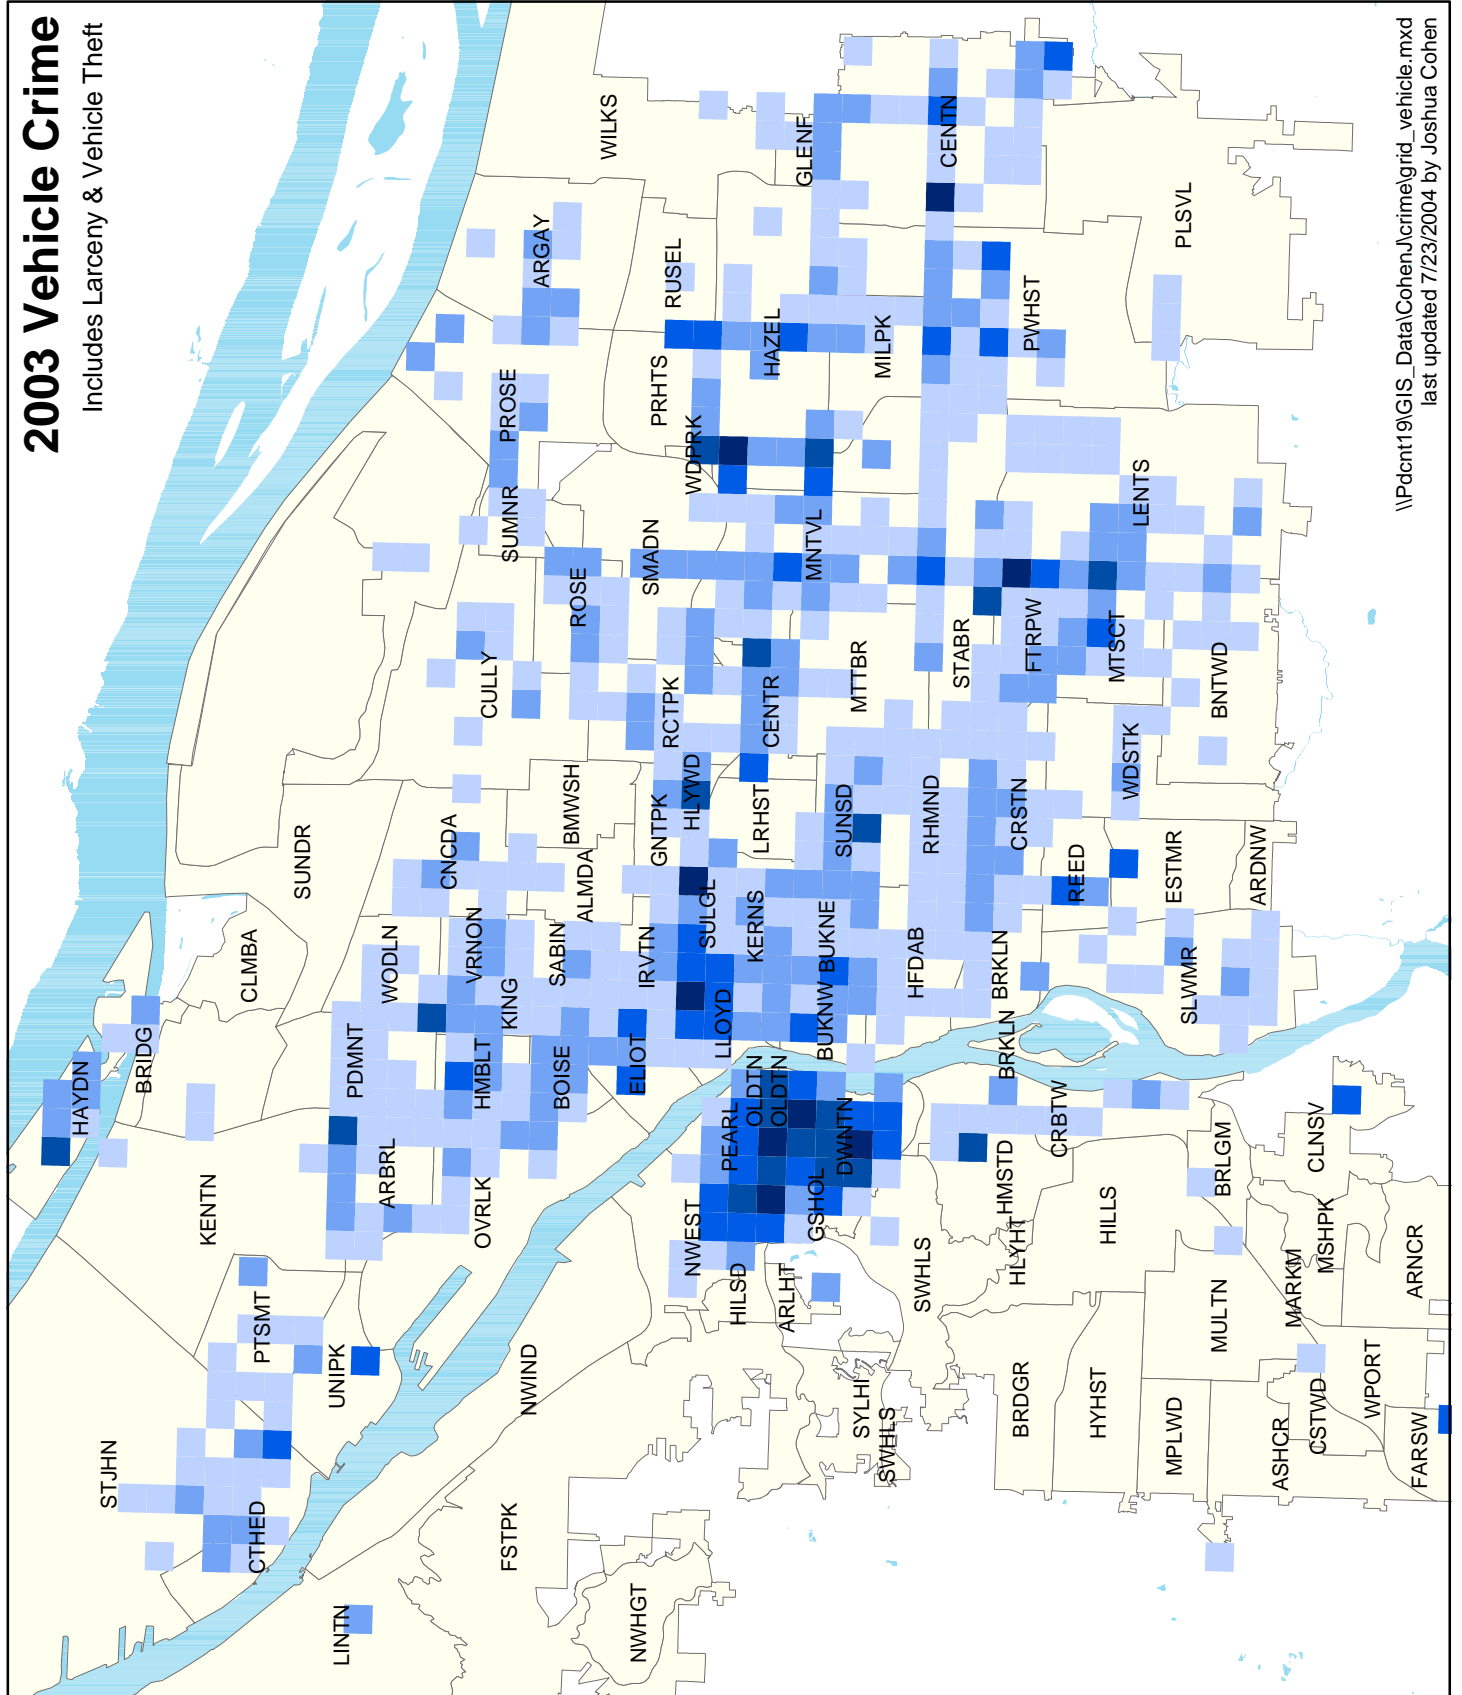 2003 Vehicle Crime
Includes Larceny & Vehicle Theft
HAYDN
BRIDG
STJHN
KENTN
CLMBA
SUNDR
CTHED
PTSMT
LINTN
UNIPK
PDMNT
WODLN
ARBRL
CNCDA
VRNON
CULLY
OVRLK
HMBLT
KING
SUMNR
PROSE
NWIND
FSTPK
BOISE
SABIN
BMWSH
ALMDA
ROSE
ARGAY
WILKS
NWHGT
ELIOT
IRVTN
GNTPK
SMADN
PRHTS
RUSEL
NWEST
HLYWD
RCTPK
WDPRK
PEARL
LLOYD
SULGL
HILSD
OLDTN
OLDTN
KERNS
LRHST
CENTR
HAZEL
ARLHT
GSHOL
GLENF
DWNTN
BUKNW
BUKNE
SUNSD
MTTBR
MNTVL
MILPK
SYLHI
SWHLS
SWHLS
HFDAB
RHMND
STABR
CENTN
BRKLN
BRKLN
CRSTN
FTRPW
PWHST
HLYHT
HMSTD
BRDGR
CRBTW
REED
HYHST
HILLS
MTSCT
WDSTK
LENTS
MPLWD
ESTMR
SLWMR
PLSVL
MULTN
BRLGM
BNTWD
ARDNW
ASHCR
MARKM
CSTWD
MSHPK
CLNSV
WPORT
FARSW
ARNCR
\\Pdcnt19\GIS_Data\CohenJ\crime\grid_vehicle.mxd
last updated 7/23/2004 by Joshua Cohen